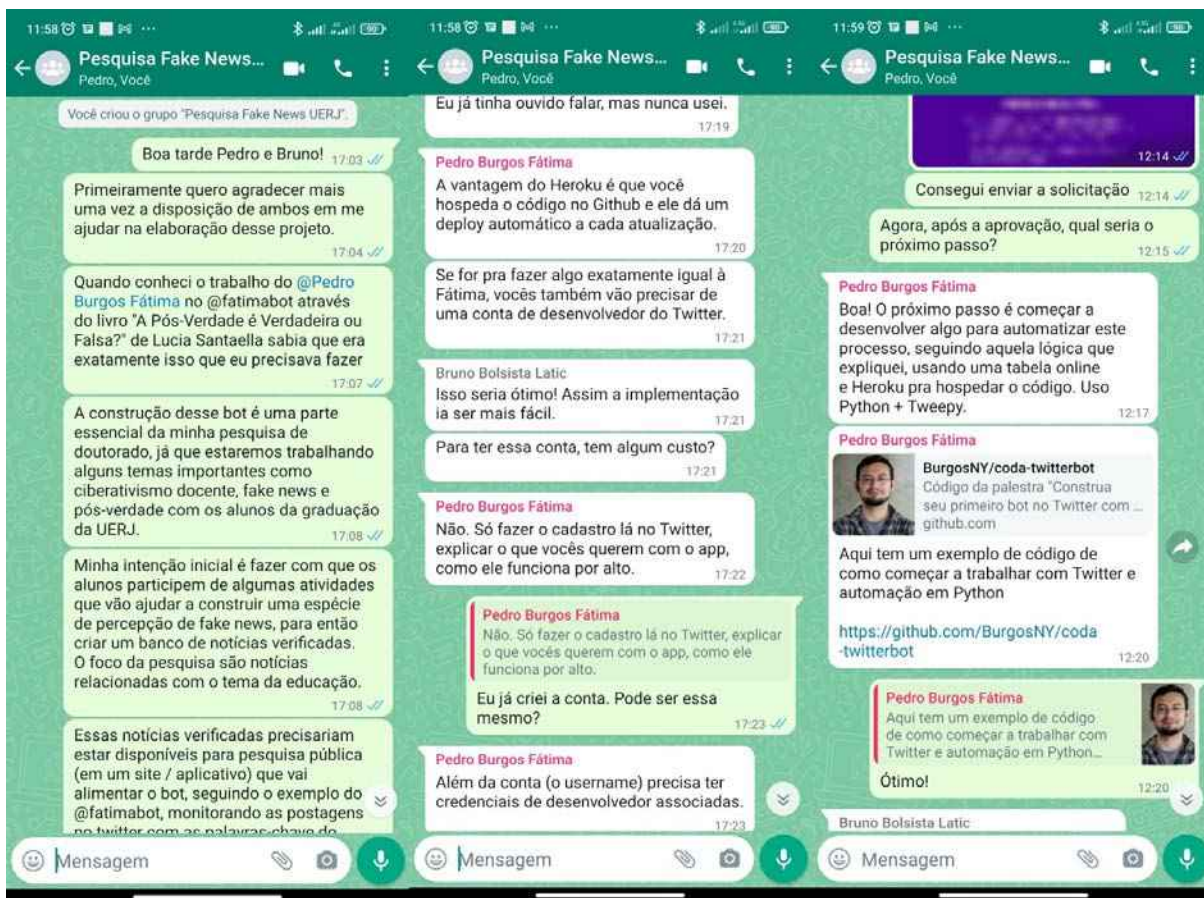 11:58
Pesquisa Fake News...
Pedro, Você
Você criou o grupo "Pesquisa Fake News UERJ".
Boa tarde Pedro e Bruno! 17:03
Primeiramente quero agradecer mais
uma vez a disposição de ambos em me
ajudar na elaboração desse projeto.
17:04
Quando conheci o trabalho do @Pedro
Burgos Fátima no @fatimabot através
do livro "A Pós-Verdade é Verdadeira ou
Falsa?" de Lucia Santaella sabia que era
exatamente isso que eu precisava fazer
17:07
A construção desse bot é uma parte
essencial da minha pesquisa de
doutorado, já que estaremos trabalhando
alguns temas importantes como
ciberativismo docente, fake news e
pós-verdade com os alunos da graduação
da UERJ.
17:08
Minha intenção inicial é fazer com que os
alunos participem de algumas atividades
que vão ajudar a construir uma espécie
de percepção de fake news, para então
criar um banco de notícias verificadas.
O foco da pesquisa são notícias
relacionadas com o tema da educação.
17:08
Essas notícias verificadas precisariam
estar disponíveis para pesquisa pública
(em um site / aplicativo) que vai
alimentar o bot, seguindo o exemplo do
@fatimabot, monitorando as postagens
no twitter com as palavras-chave do
Mensagem
11:58
Pesquisa Fake News...
Pedro, Você
Eu já tinha ouvido falar, mas nunca usei.
17:19
Pedro Burgos Fátima
A vantagem do Heroku é que você
hospeda o código no Github e ele dá um
deploy automático a cada atualização.
17:20
Se for pra fazer algo exatamente igual à
Fátima, vocês também vão precisar de
uma conta de desenvolvedor do Twitter.
17:21
Bruno Bolsista Latic
Isso seria ótimo! Assim a implementação
ia ser mais fácil.
17:21
Para ter essa conta, tem algum custo?
17:21
Pedro Burgos Fátima
Não. Só fazer o cadastro lá no Twitter,
explicar o que vocês querem com o app,
como ele funciona por alto.
17:22
Pedro Burgos Fátima
Não. Só fazer o cadastro lá no Twitter, explicar
o que vocês querem com o app, como ele
funciona por alto.
Eu já criei a conta. Pode ser essa
mesmo?
17:23
Pedro Burgos Fátima
Além da conta (o username) precisa ter
credenciais de desenvolvedor associadas.
17:23
Mensagem
11:59
Pesquisa Fake News...
Pedro, Você
12:14
Consegui enviar a solicitação 12:14
Agora, após a aprovação, qual seria o
próximo passo?
12:15
Pedro Burgos Fátima
Boa! O próximo passo é começar a
desenvolver algo para automatizar este
processo, seguindo aquela lógica que
expliquei, usando uma tabela online
e Heroku pra hospedar o código. Uso
Python + Tweepy.
12:17
Pedro Burgos Fátima
BurgosNY/coda-twitterbot
Código da palestra "Construa
seu primeiro bot no Twitter com ...
github.com
Aqui tem um exemplo de código de
como começar a trabalhar com Twitter e
automação em Python
https://github.com/BurgosNY/coda
-twitterbot
12:20
Pedro Burgos Fátima
Aqui tem um exemplo de código
de como começar a trabalhar com
Twitter e automação em Python...
Ótimo!
12:20
Bruno Bolsista Latic
Mensagem